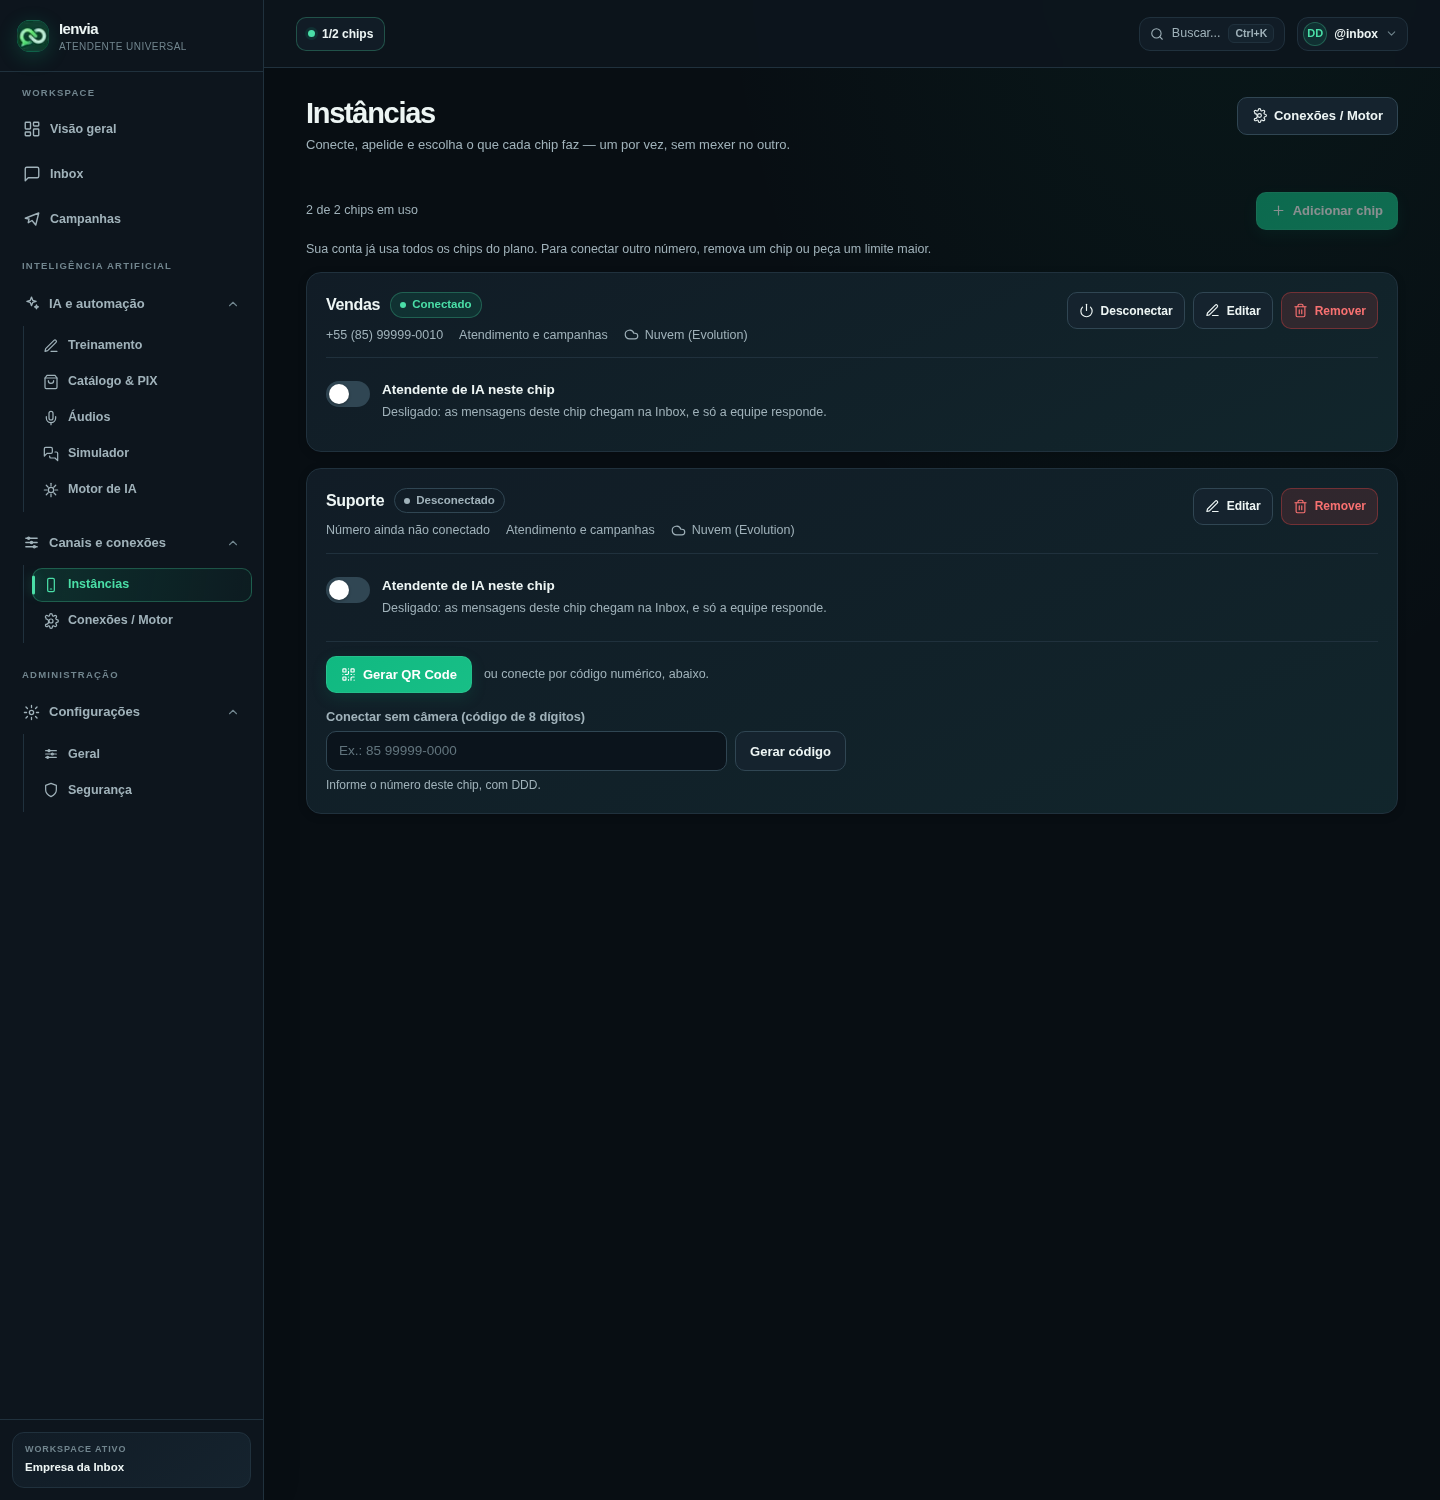 Ienvia
ATENDENTE UNIVERSAL
1/2 chips
Buscar...
Ctrl+K
DD
@inbox
WORKSPACE
Visão geral
Inbox
Campanhas
INTELIGÊNCIA ARTIFICIAL
IA e automação
Treinamento
Catálogo & PIX
Áudios
Simulador
Motor de IA
Canais e conexões
Instâncias
Conexões / Motor
ADMINISTRAÇÃO
Configurações
Geral
Segurança
WORKSPACE ATIVO
Empresa da Inbox
Instâncias
Conecte, apelide e escolha o que cada chip faz — um por vez, sem mexer no outro.
Conexões / Motor
2 de 2 chips em uso
Adicionar chip
Sua conta já usa todos os chips do plano. Para conectar outro número, remova um chip ou peça um limite maior.
Vendas
Conectado
Desconectar
Editar
Remover
+55 (85) 99999-0010
Atendimento e campanhas
Nuvem (Evolution)
Atendente de IA neste chip
Desligado: as mensagens deste chip chegam na Inbox, e só a equipe responde.
Suporte
Desconectado
Editar
Remover
Número ainda não conectado
Atendimento e campanhas
Nuvem (Evolution)
Atendente de IA neste chip
Desligado: as mensagens deste chip chegam na Inbox, e só a equipe responde.
Gerar QR Code
ou conecte por código numérico, abaixo.
Conectar sem câmera (código de 8 dígitos)
Ex.: 85 99999-0000
Gerar código
Informe o número deste chip, com DDD.